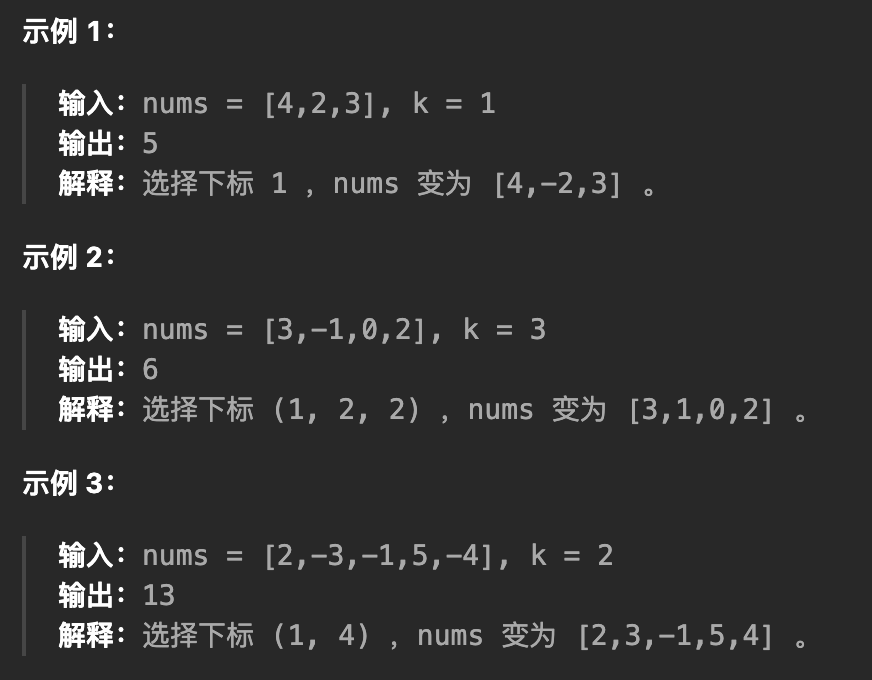 示例 1：
输入：nums = [4,2,3], k = 1
输出：5
解释：选择下标 1 ，nums 变为 [4,-2,3] 。
示例 2：
输入：nums = [3,-1,0,2], k = 3
输出：6
解释：选择下标 (1, 2, 2) ，nums 变为 [3,1,0,2] 。
示例 3：
输入：nums = [2,-3,-1,5,-4], k = 2
输出：13
解释：选择下标 (1, 4) ，nums 变为 [2,3,-1,5,4] 。